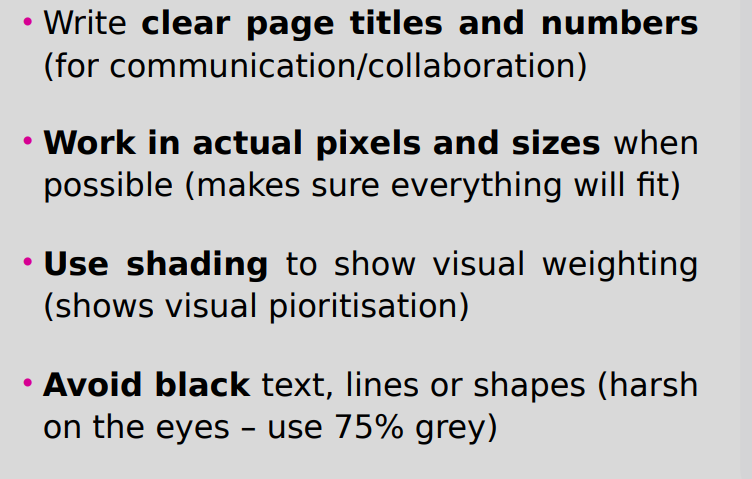 • Write clear page titles and numbers
(for communication/collaboration)
• Work in actual pixels and sizes when
possible (makes sure everything will fit)
• Use shading to show visual weighting
(shows visual pioritisation)
• Avoid black text, lines or shapes (harsh
on the eyes – use 75% grey)